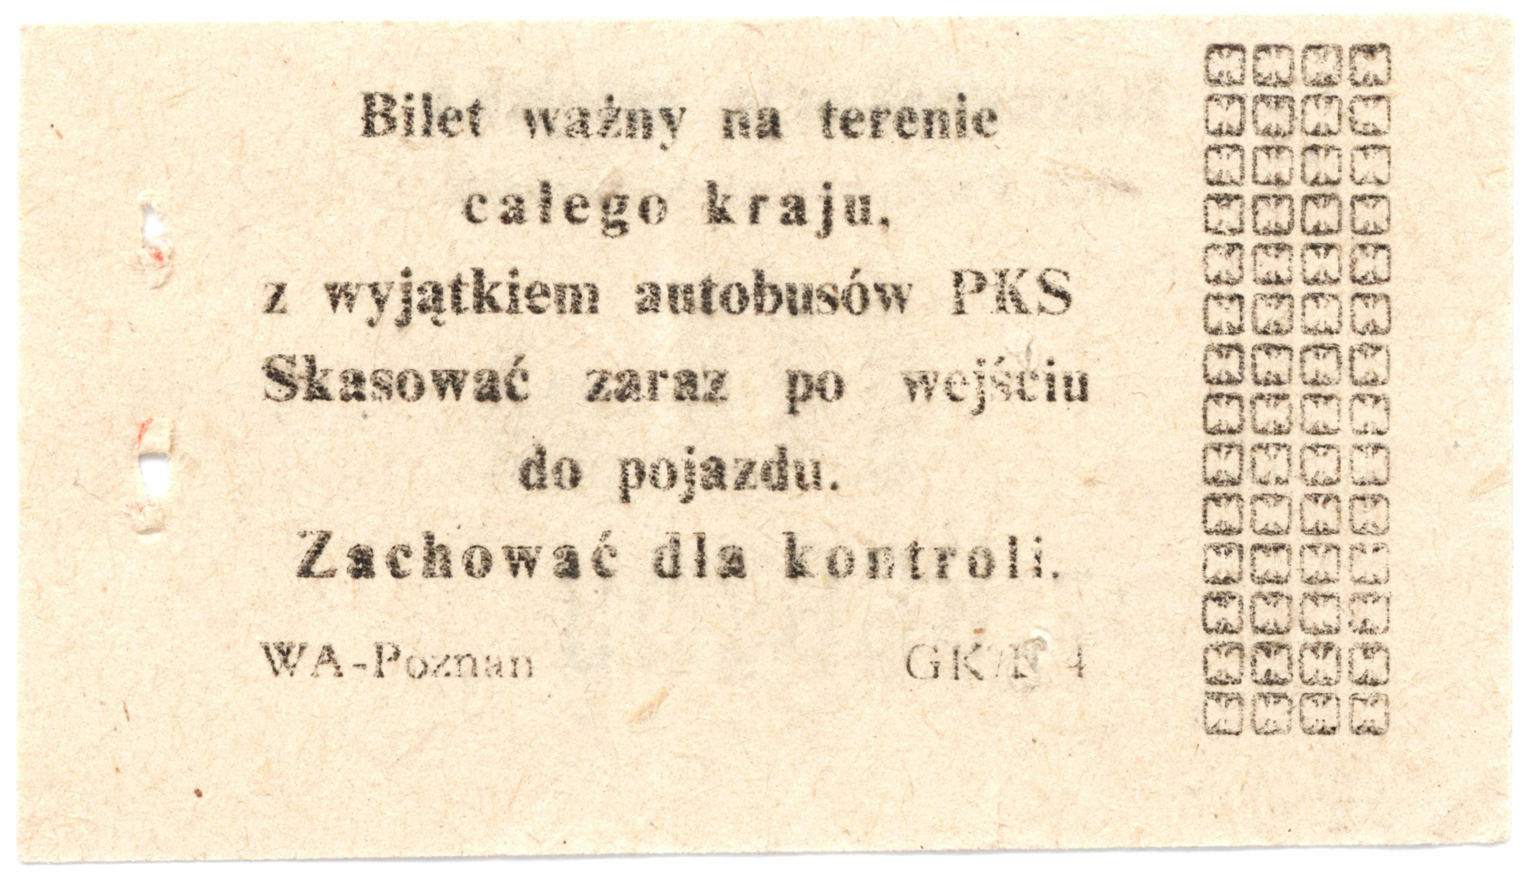 Bilet ważny na terenie
całego kraju,
z wyjątkiem autobusów PKS
Skasować zaraz po wejściu
do pojazdu.
Zachować dla kontroli.
WA-Poznan